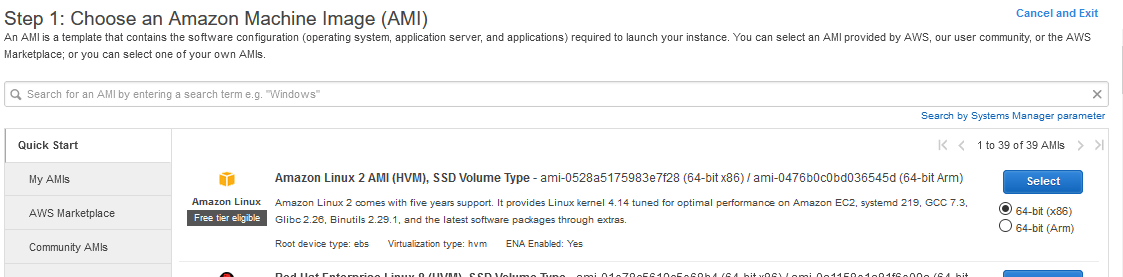 Step 1: Choose an Amazon Machine Image (AMI)
Cancel and Exit
An AMI is a template that contains the software configuration (operating system, application server, and applications) required to launch your instance. You can select an AMI provided by AWS, our user community, or the AWS
Marketplace; or you can select one of your own AMIs.
Search for an AMI by entering a search term e.g. "Windows"
Search by Systems Manager parameter
Quick Start
1 to 39 of 39 AMIs
My AMIs
AWS Marketplace
Community AMIs
Amazon Linux
Free tier eligible
Amazon Linux 2 AMI (HVM), SSD Volume Type - ami-0528a5175983e7f28 (64-bit x86) / ami-0476b0c0bd036545d (64-bit Arm)
Amazon Linux 2 comes with five years support. It provides Linux kernel 4.14 tuned for optimal performance on Amazon EC2, systemd 219, GCC 7.3,
Glibc 2.26, Binutils 2.29.1, and the latest software packages through extras.
Root device type: ebs Virtualization type: hvm ENA Enabled: Yes
Select
64-bit (x86)
64-bit (Arm)
Red Hat Enterprise Linux 8 (HVM), SSD Volume Type